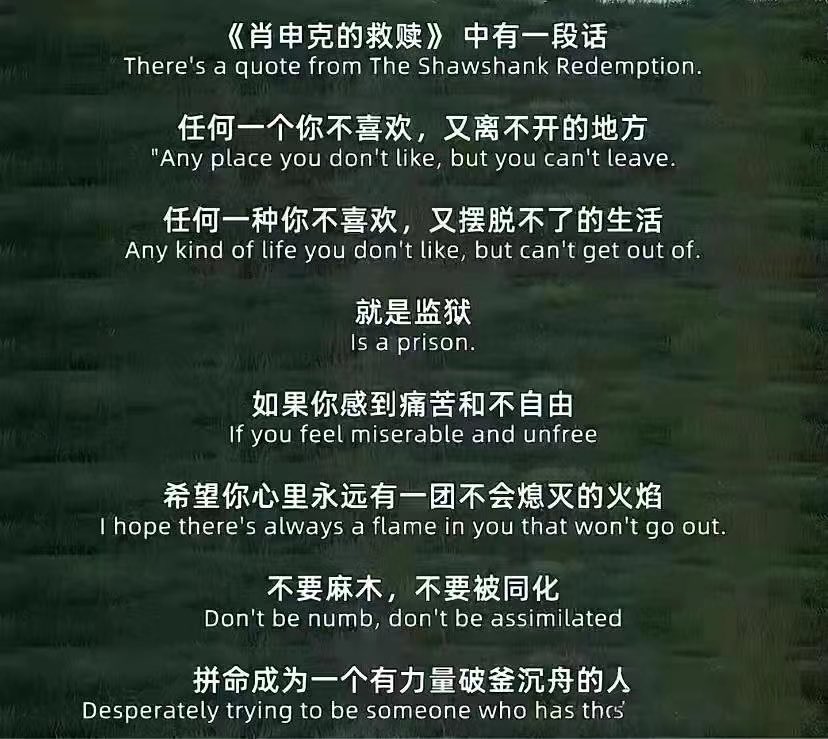 《肖申克的救赎》 中有一段话
There's a quote from The Shawshank Redemption.
任何一个你不喜欢，又离不开的地方
"Any place you don't like, but you can't leave.
任何一种你不喜欢，又摆脱不了的生活
Any kind of life you don't like, but can't get out of.
就是监狱
Is a prison.
如果你感到痛苦和不自由
If you feel miserable and unfree
希望你心里永远有一团不会熄灭的火焰
I hope there's always a flame in you that won't go out.
不要麻木，不要被同化
Don't be numb, don't be assimilated
拼命成为一个有力量破釜沉舟的人
Desperately trying to be someone who has